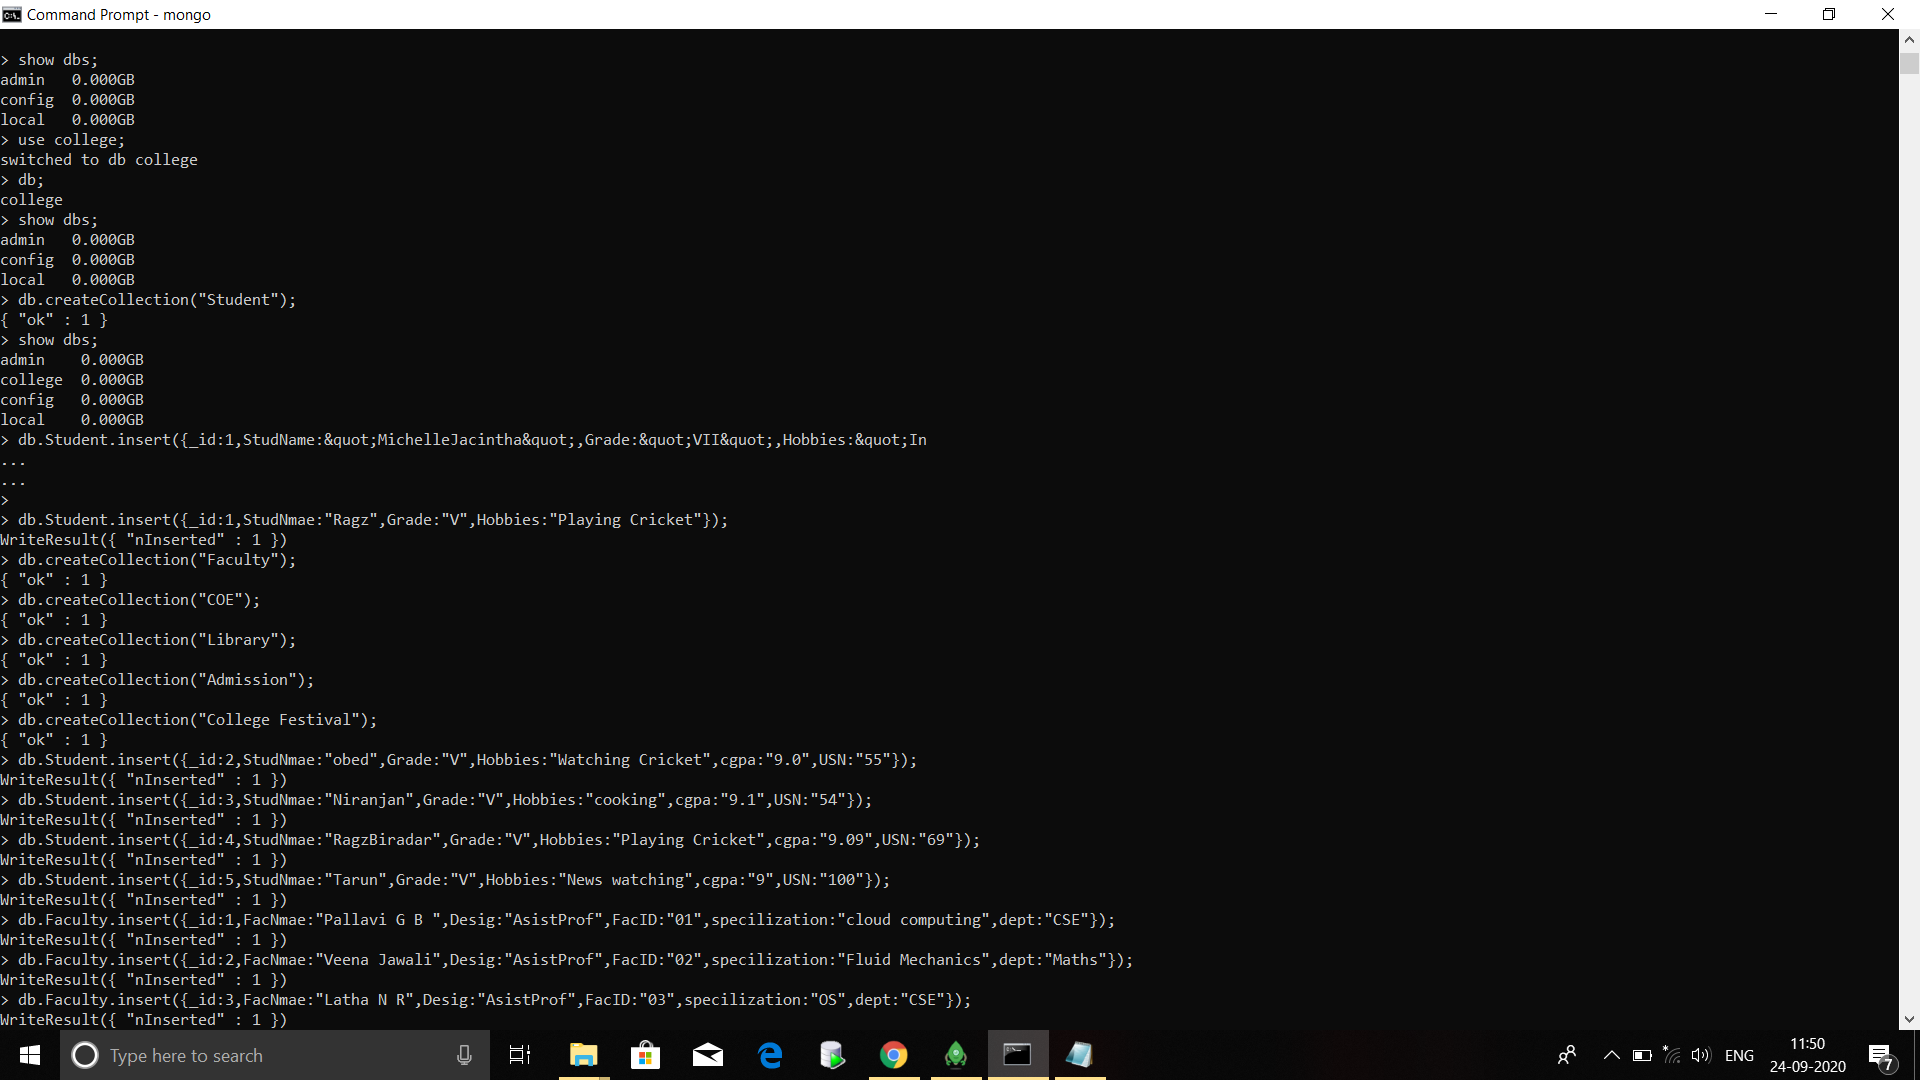 Command Prompt - mongo
> show dbs;
admin   0.000GB
config  0.000GB
local   0.000GB
> use college;
switched to db college
> db;
college
> show dbs;
admin   0.000GB
config  0.000GB
local   0.000GB
> db.createCollection("Student");
{ "ok" : 1 }
> show dbs;
admin    0.000GB
college  0.000GB
config   0.000GB
local    0.000GB
> db.Student.insert({_id:1,StudName:&quot;MichelleJacintha&quot;,Grade:&quot;VII&quot;,Hobbies:&quot;In
...
...
>
> db.Student.insert({_id:1,StudNmae:"Ragz",Grade:"V",Hobbies:"Playing Cricket"});
WriteResult({ "nInserted" : 1 })
> db.createCollection("Faculty");
{ "ok" : 1 }
> db.createCollection("COE");
{ "ok" : 1 }
> db.createCollection("Library");
{ "ok" : 1 }
> db.createCollection("Admission");
{ "ok" : 1 }
> db.createCollection("College Festival");
{ "ok" : 1 }
> db.Student.insert({_id:2,StudNmae:"obed",Grade:"V",Hobbies:"Watching Cricket",cgpa:"9.0",USN:"55"});
WriteResult({ "nInserted" : 1 })
> db.Student.insert({_id:3,StudNmae:"Niranjan",Grade:"V",Hobbies:"cooking",cgpa:"9.1",USN:"54"});
WriteResult({ "nInserted" : 1 })
> db.Student.insert({_id:4,StudNmae:"RagzBiradar",Grade:"V",Hobbies:"Playing Cricket",cgpa:"9.09",USN:"69"});
WriteResult({ "nInserted" : 1 })
> db.Student.insert({_id:5,StudNmae:"Tarun",Grade:"V",Hobbies:"News watching",cgpa:"9",USN:"100"});
WriteResult({ "nInserted" : 1 })
> db.Faculty.insert({_id:1,FacNmae:"Pallavi G B ",Desig:"AsistProf",FacID:"01",specilization:"cloud computing",dept:"CSE"});
WriteResult({ "nInserted" : 1 })
> db.Faculty.insert({_id:2,FacNmae:"Veena Jawali",Desig:"AsistProf",FacID:"02",specilization:"Fluid Mechanics",dept:"Maths"});
WriteResult({ "nInserted" : 1 })
> db.Faculty.insert({_id:3,FacNmae:"Latha N R",Desig:"AsistProf",FacID:"03",specilization:"OS",dept:"CSE"});
WriteResult({ "nInserted" : 1 })
Type here to search
ENG
11:50
24-09-2020
7